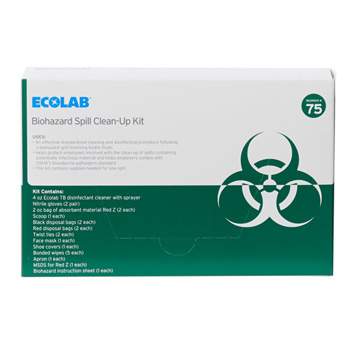 ECOLAB®
Biohazard Spill Clean-Up Kit
NUMBER
75
USES:
Kit Contains:
4 oz Ecolab TB disinfectant cleaner with sprayer
Nitrile gloves (2 pair)
2 oz bag of absorbent material Red Z (2 each)
Scoop (1 each)
Black disposal bags (2 each)
Red disposal bags (2 each)
Twist ties (2 each)
Face mask (1 each)
Shoe covers (1 each)
Bonded wipes (5 each)
Apron (1 each)
MSDS for Red Z (1 each)
Biohazard instruction sheet (1 each)